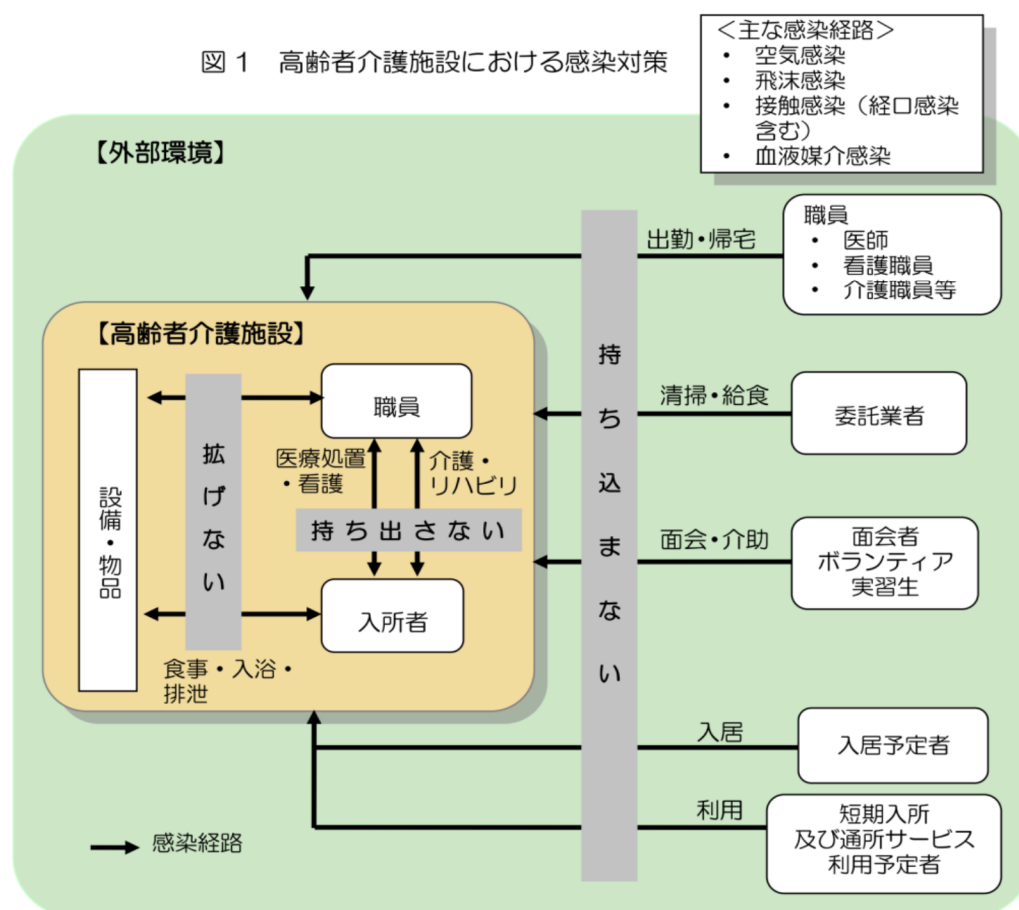 図 1　高齢者介護施設における感染対策
＜主な感染経路＞
・ 空気感染
・ 飛沫感染
・ 接触感染（経口感染
含む）
・ 血液媒介感染
【外部環境】
出勤・帰宅
職員
・ 医師
・ 看護職員
・ 介護職員等
【高齢者介護施設】
設備・物品
拡げない
職員
医療処置
・看護
介護・
リハビリ
持ち出さない
入所者
食事・入浴・
排泄
持ち込まない
清掃・給食
委託業者
面会・介助
面会者
ボランティア
実習生
入居
入居予定者
利用
短期入所
及び通所サービス
利用予定者
感染経路